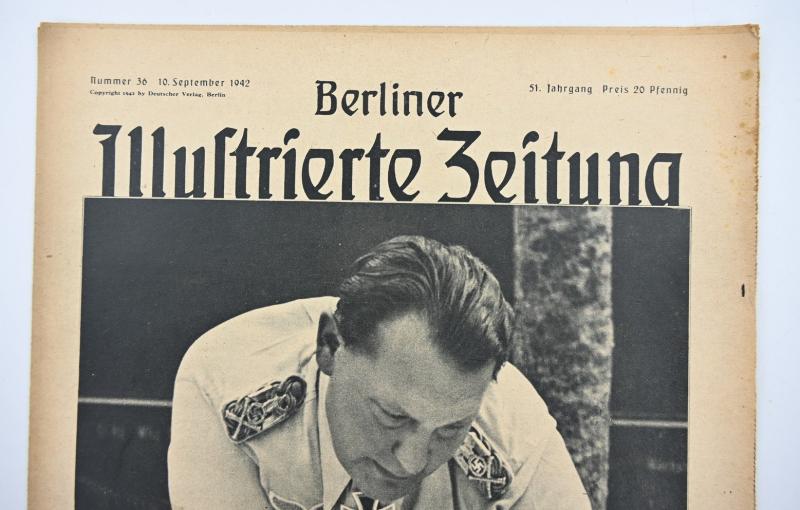 Nummer 36 10. September 1942
Copyright 1942 by Deutscher Verlag, Berlin
51. Jahrgang Preis 20 Pfennig
Berliner
Illustrierte Zeitung